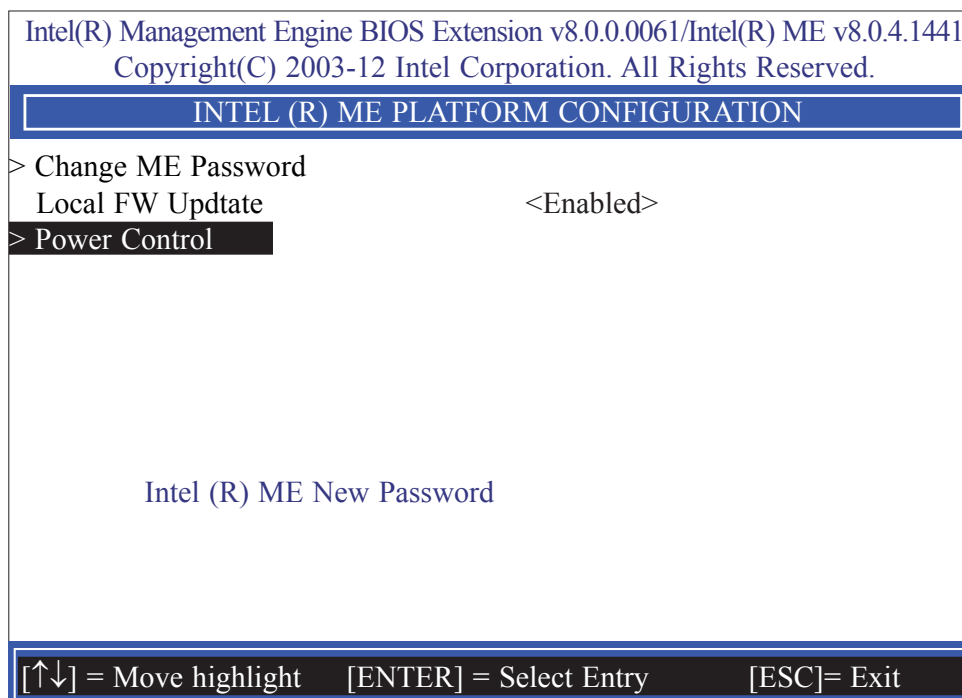 Intel(R) Management Engine BIOS Extension v8.0.0.0061/Intel(R) ME v8.0.4.1441
Copyright(C) 2003-12 Intel Corporation. All Rights Reserved.
INTEL (R) ME PLATFORM CONFIGURATION
> Change ME Password
Local FW Updtate <Enabled>
> Power Control
Intel (R) ME New Password
[↑↓] = Move highlight [ENTER] = Select Entry [ESC]= Exit